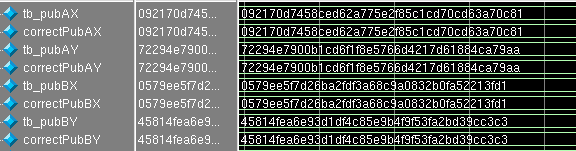 tb_pubAX 092170d745... 092170d7458ced62a775e2f85c1cd70cd63a70c81
correctPubAX 092170d745... 092170d7458ced62a775e2f85c1cd70cd63a70c81
tb_pubAY 72294e7900... 72294e7900b1cd6f1f8e5766d4217d61884ca79aa
correctPubAY 72294e7900... 72294e7900b1cd6f1f8e5766d4217d61884ca79aa
tb_pubBX 0579ee5f7d2... 0579ee5f7d26ba2fdf3a68c9a0832b0fa52213fd1
correctPubBX 0579ee5f7d2... 0579ee5f7d26ba2fdf3a68c9a0832b0fa52213fd1
tb_pubBY 45814fea6e9... 45814fea6e93d1df4c85e9b4f9f53fa2bd39cc3c3
correctPubBY 45814fea6e9... 45814fea6e93d1df4c85e9b4f9f53fa2bd39cc3c3